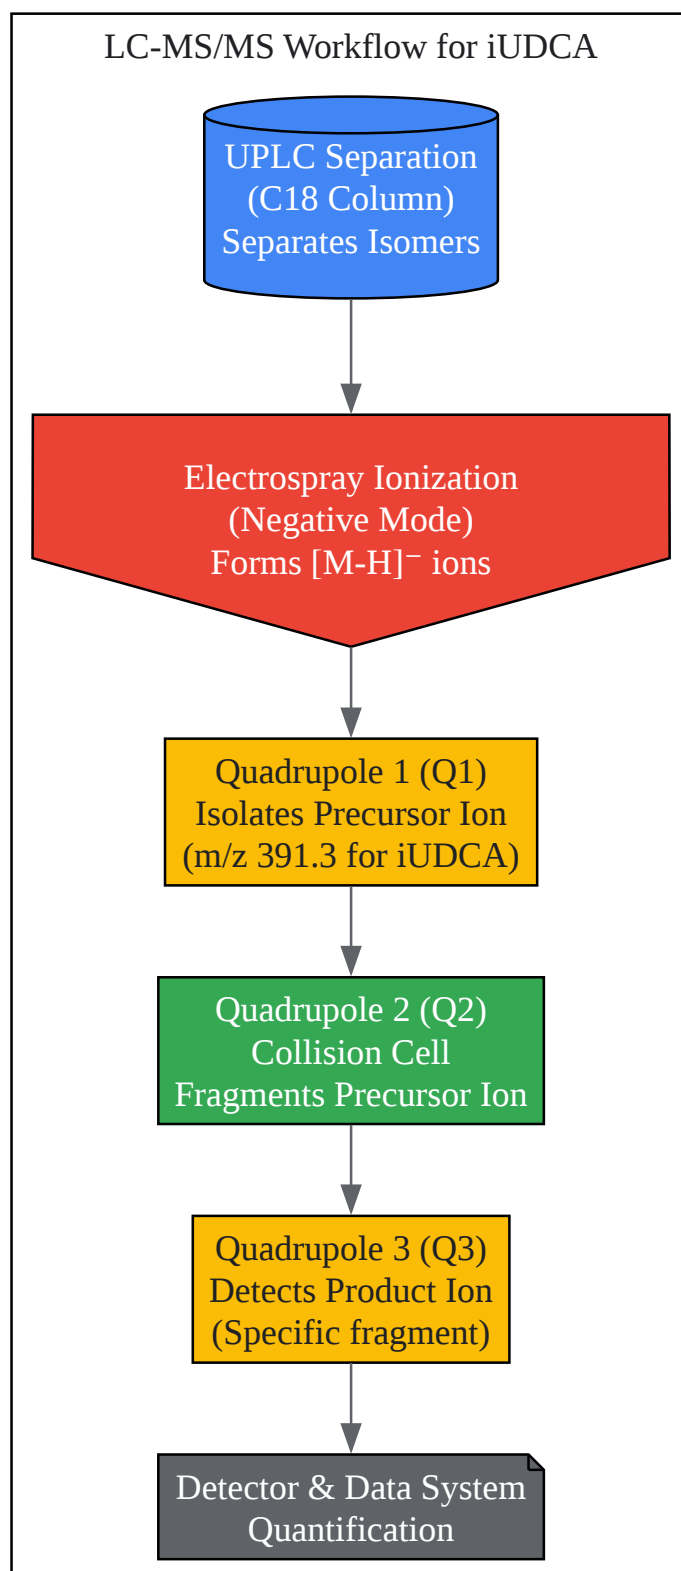 LC-MS/MS Workflow for iUDCA
UPLC Separation
(C18 Column)
Separates Isomers
Electrospray Ionization
(Negative Mode)
Forms [M-H]⁻ ions
Quadrupole 1 (Q1)
Isolates Precursor Ion
(m/z 391.3 for iUDCA)
Quadrupole 2 (Q2)
Collision Cell
Fragments Precursor Ion
Quadrupole 3 (Q3)
Detects Product Ion
(Specific fragment)
Detector & Data System
Quantification